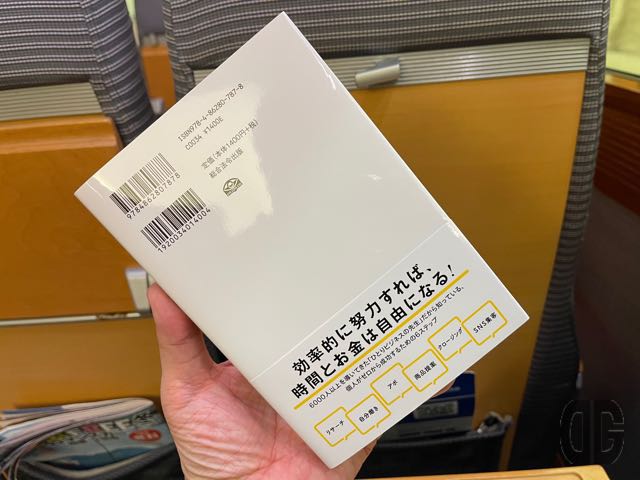 ISBN978-4-86280-787-8
C0034 ¥1400E
定価(本体1400円+税)
総合法令出版
9784862807878
1920034014004
効率的に努力すれば、
時間とお金は自由になる!
6000人以上を導いてきた「ひとりビジネスの先生」だから知っている、
個人がゼロから成功するための6ステップ
リサーチ
自分磨き
アポ
商品提案
クロージング
SNS集客
DG